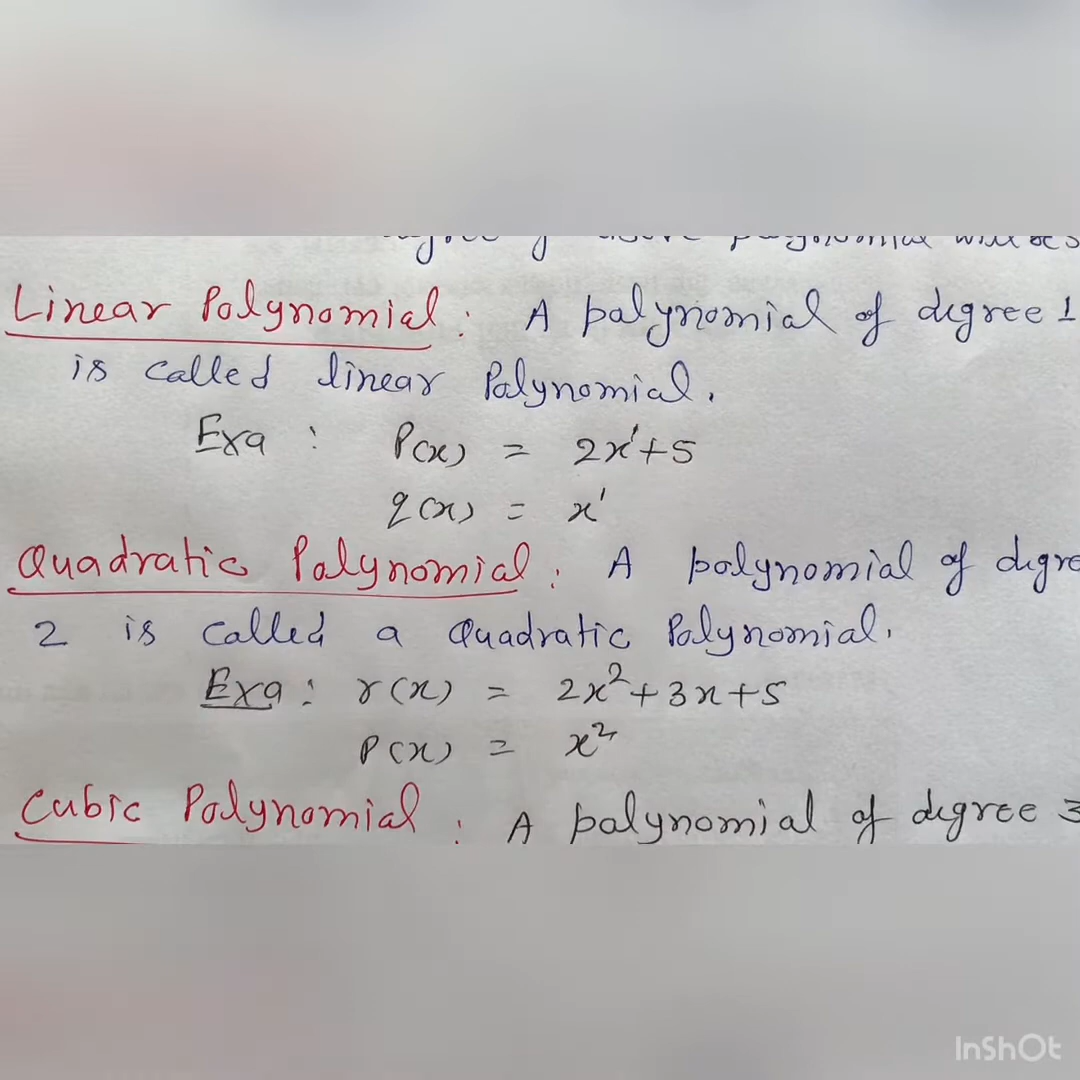 Linear Polynomial : A polynomial of degree 1
is called linear Polynomial.
Exa : P(x) = 2x¹+5
q(x) = x¹
Quadratic Polynomial : A polynomial of degre
2 is called a Quadratic Polynomial.
Exa : r(x) = 2x²+3x+5
P(x) = x²
Cubic Polynomial : A polynomial of degree 3
InShOt